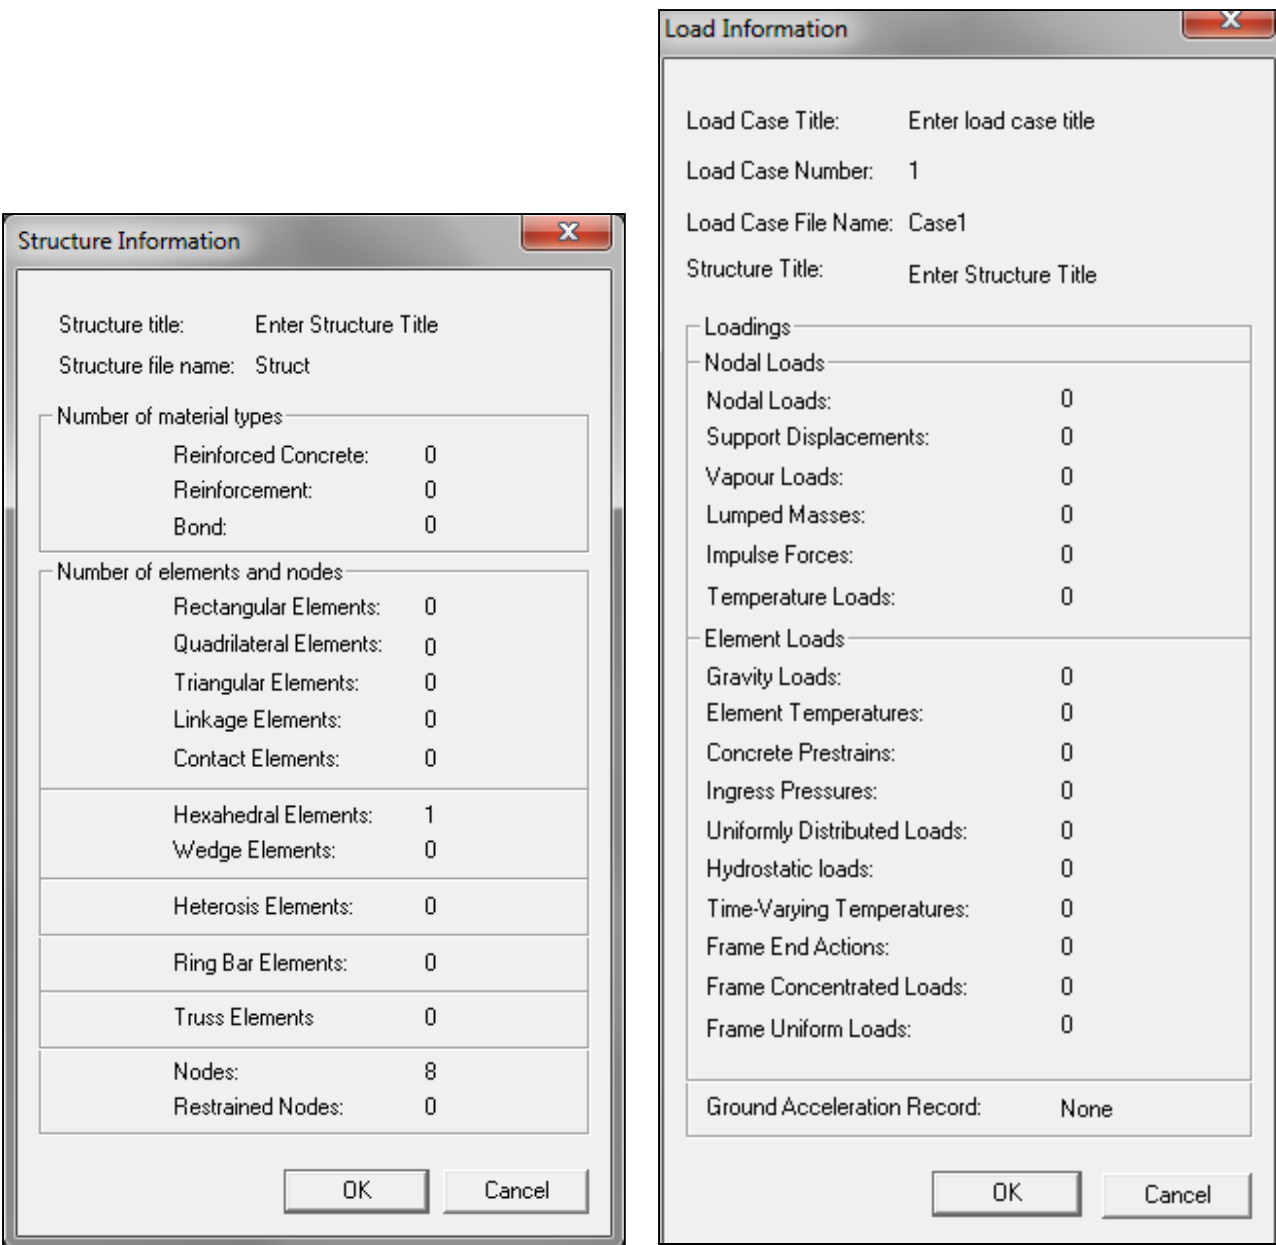 Structure Information
Structure title: Enter Structure Title
Structure file name: Struct
Number of material types
Reinforced Concrete: 0
Reinforcement: 0
Bond: 0
Number of elements and nodes
Rectangular Elements: 0
Quadrilateral Elements: 0
Triangular Elements: 0
Linkage Elements: 0
Contact Elements: 0
Hexahedral Elements: 1
Wedge Elements: 0
Heterosis Elements: 0
Ring Bar Elements: 0
Truss Elements 0
Nodes: 8
Restrained Nodes: 0
OK Cancel
Load Information
Load Case Title: Enter load case title
Load Case Number: 1
Load Case File Name: Case1
Structure Title: Enter Structure Title
Loadings
Nodal Loads
Nodal Loads: 0
Support Displacements: 0
Vapour Loads: 0
Lumped Masses: 0
Impulse Forces: 0
Temperature Loads: 0
Element Loads
Gravity Loads: 0
Element Temperatures: 0
Concrete Prestrains: 0
Ingress Pressures: 0
Uniformly Distributed Loads: 0
Hydrostatic loads: 0
Time-Varying Temperatures: 0
Frame End Actions: 0
Frame Concentrated Loads: 0
Frame Uniform Loads: 0
Ground Acceleration Record: None
OK Cancel